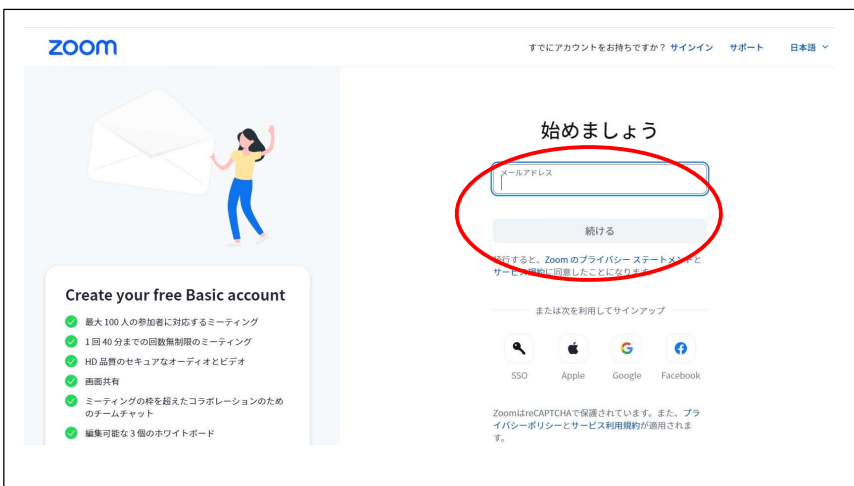 zoom
すでにアカウントをお持ちですか? サインイン サポート 日本語
始めましょう
メールアドレス
続ける
続行すると、Zoom のプライバシー ステートメントと
サービス規約に同意したことになります。
または次を利用してサインアップ
SSO Apple Google Facebook
ZoomはreCAPTCHAで保護されています。また、プラ
イバシーポリシーとサービス利用規約が適用されま
す。
Create your free Basic account
最大 100 人の参加者に対応するミーティング
1 回 40 分までの回数無制限のミーティング
HD 品質のセキュアなオーディオとビデオ
画面共有
ミーティングの枠を超えたコラボレーションのため
のチームチャット
編集可能な 3 個のホワイトボード